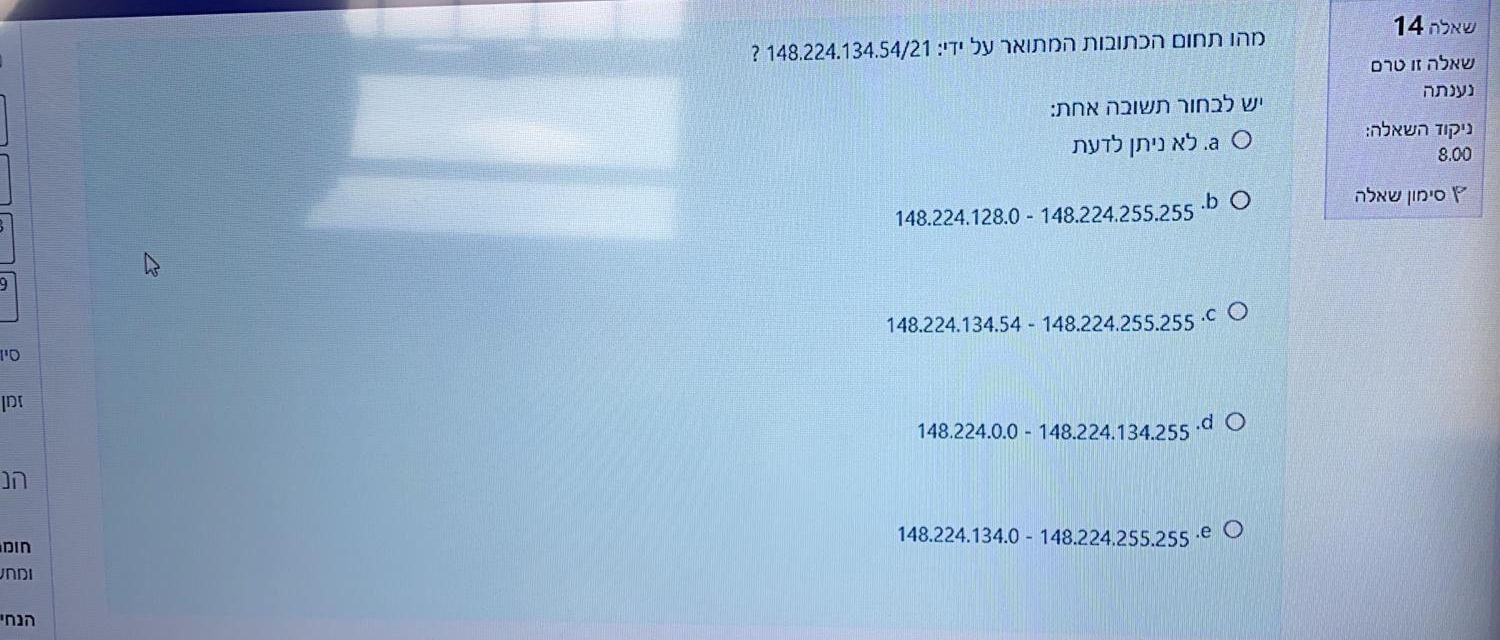 שאלה 14
שאלה זו טרם
נענתה
ניקוד השאלה:
8.00
סימון שאלה
מהו תחום הכתובות המתואר על ידי: 148.224.134.54/21 ?
יש לבחור תשובה אחת:
a. לא ניתן לדעת
b. 148.224.128.0 - 148.224.255.255
c. 148.224.134.54 - 148.224.255.255
d. 148.224.0.0 - 148.224.134.255
e. 148.224.134.0 - 148.224.255.255
9
זמן